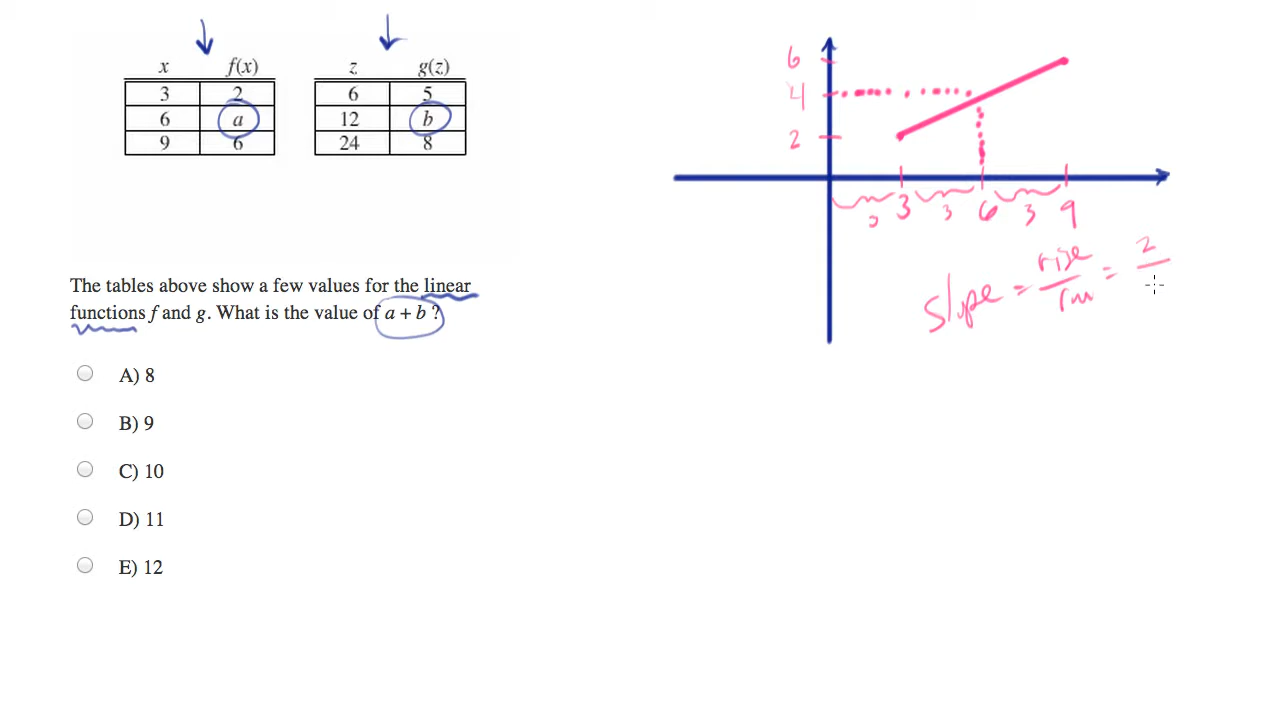 x f(x)
3 2
6 a
9 6
z g(z)
6 5
12 b
24 8
The tables above show a few values for the linear
functions f and g. What is the value of a + b ?
A) 8
B) 9
C) 10
D) 11
E) 12
6
4
2
3 6 9
3 3
slope = rise / run = 2